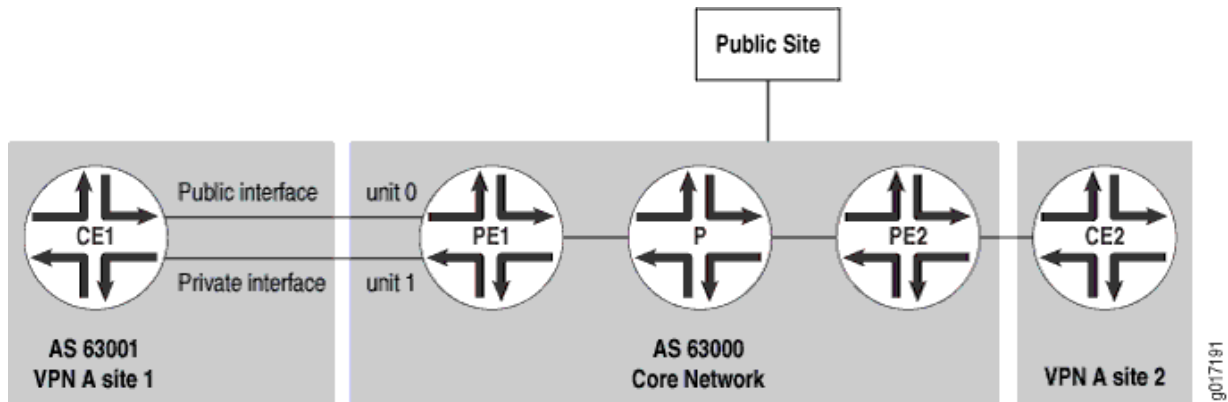 Public Site
Public interface
unit 0
CE1
PE1
P
PE2
CE2
Private interface
unit 1
AS 63001
VPN A site 1
AS 63000
Core Network
VPN A site 2
g017191